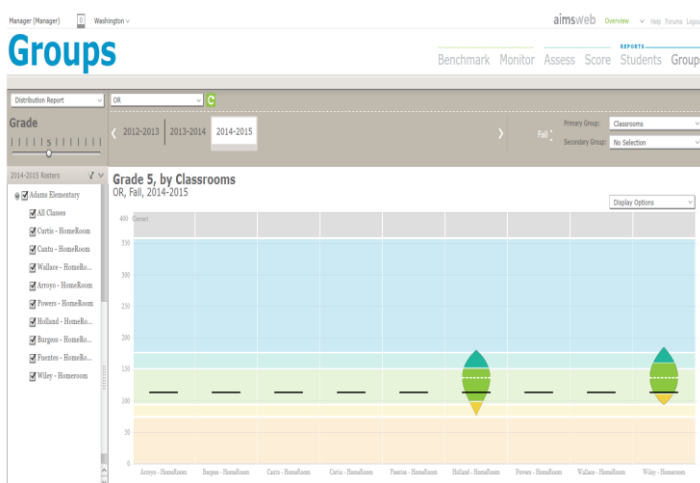 Manager (Manager) 0 Washington
aimsweb Overview Help Forums Logout
Groups
REPORTS
Benchmark Monitor Assess Score Students Groups
Distribution Report OR
Grade
5
2012-2013 2013-2014 2014-2015
Fall
Primary Group: Classrooms
Secondary Group: No Selection
2014-2015 Rosters
Adams Elementary
All Classes
Curtis - HomeRoom
Cantu - HomeRoom
Wallace - HomeRo...
Arroyo - HomeRoom
Powers - HomeRoom
Holland - HomeRo...
Burgess - HomeRo...
Fuentes - HomeRo...
Wiley - Homeroom
Grade 5, by Classrooms
OR, Fall, 2014-2015
Display Options
400 Correct
350
300
250
200
150
100
50
0
Arroyo - HomeRoom Burgess - HomeRoom Cantu - HomeRoom Curtis - HomeRoom Fuentes - HomeRoom Holland - HomeRoom Powers - HomeRoom Wallace - HomeRoom Wiley - Homeroom